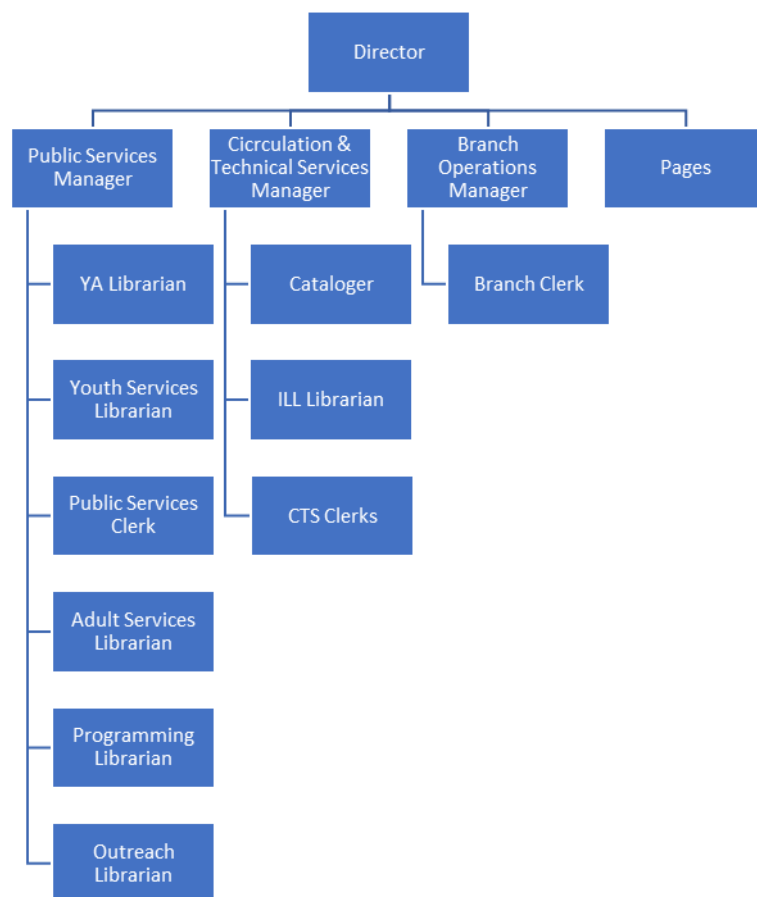 Director
Public Services
Manager
Cicrculation &
Technical Services
Manager
Branch
Operations
Manager
Pages
YA Librarian
Youth Services
Librarian
Public Services
Clerk
Adult Services
Librarian
Programming
Librarian
Outreach
Librarian
Cataloger
ILL Librarian
CTS Clerks
Branch Clerk